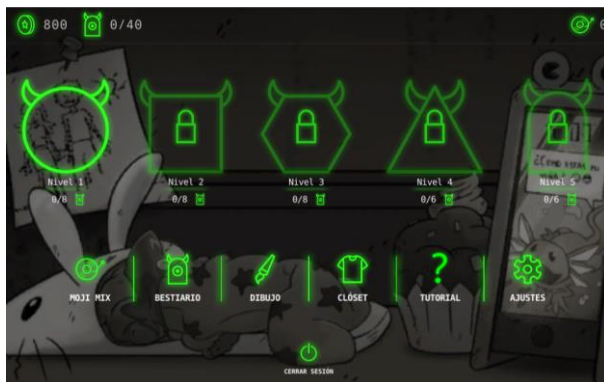 800 0/40 0
Nivel 1 Nivel 2 Nivel 3 Nivel 4 Nivel 5
0/8 0/8 0/8 0/6 0/6
MOJI MIX BESTIARIO DIBUJO CLÓSET TUTORIAL AJUSTES
CERRAR SESIÓN